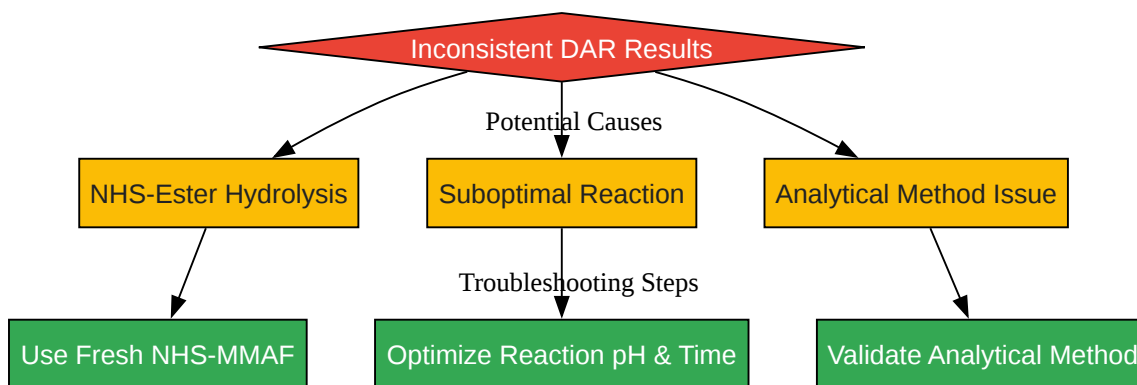 Inconsistent DAR Results
Potential Causes
NHS-Ester Hydrolysis
Suboptimal Reaction
Analytical Method Issue
Troubleshooting Steps
Use Fresh NHS-MMAF
Optimize Reaction pH & Time
Validate Analytical Method